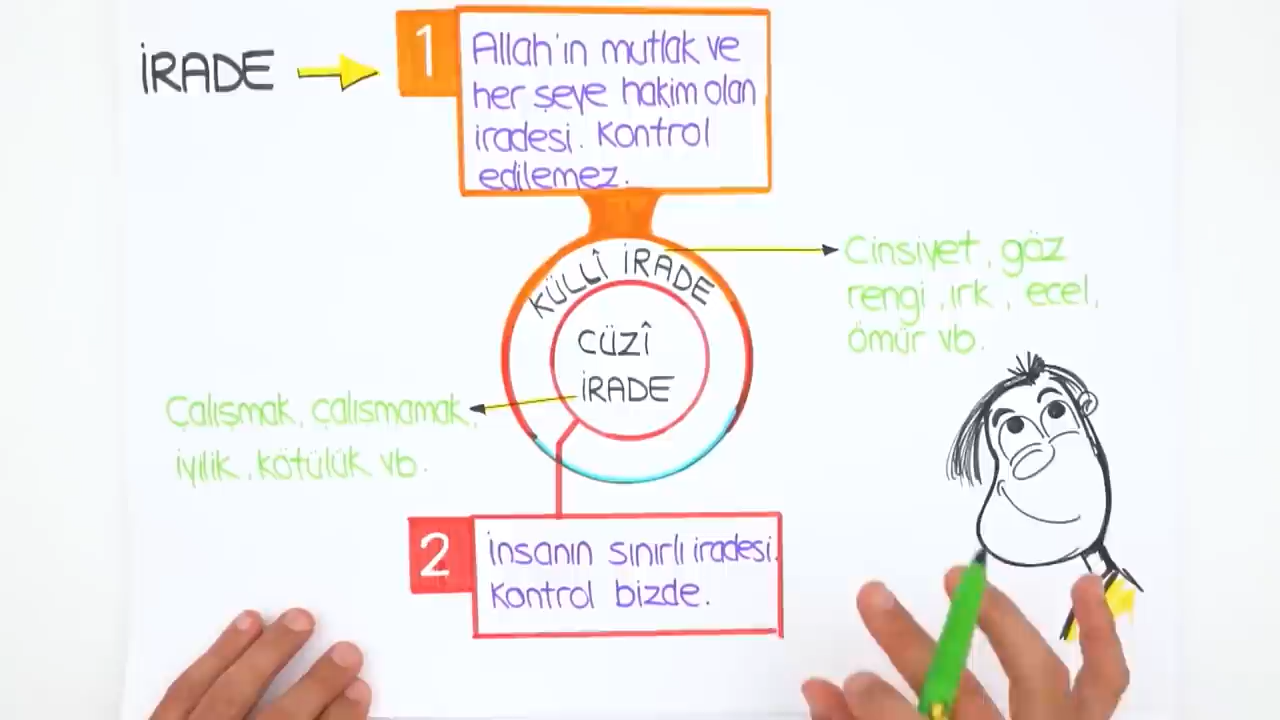 İRADE
1
Allah'ın mutlak ve
her şeye hakim olan
iradesi. Kontrol
edilemez.
KÜLLÎ İRADE
Cinsiyet, göz
rengi, ırk, ecel,
ömür vb.
CÜZÎ
İRADE
Çalışmak, çalışmamak,
iyilik, kötülük vb.
2
İnsanın sınırlı iradesi.
Kontrol bizde.